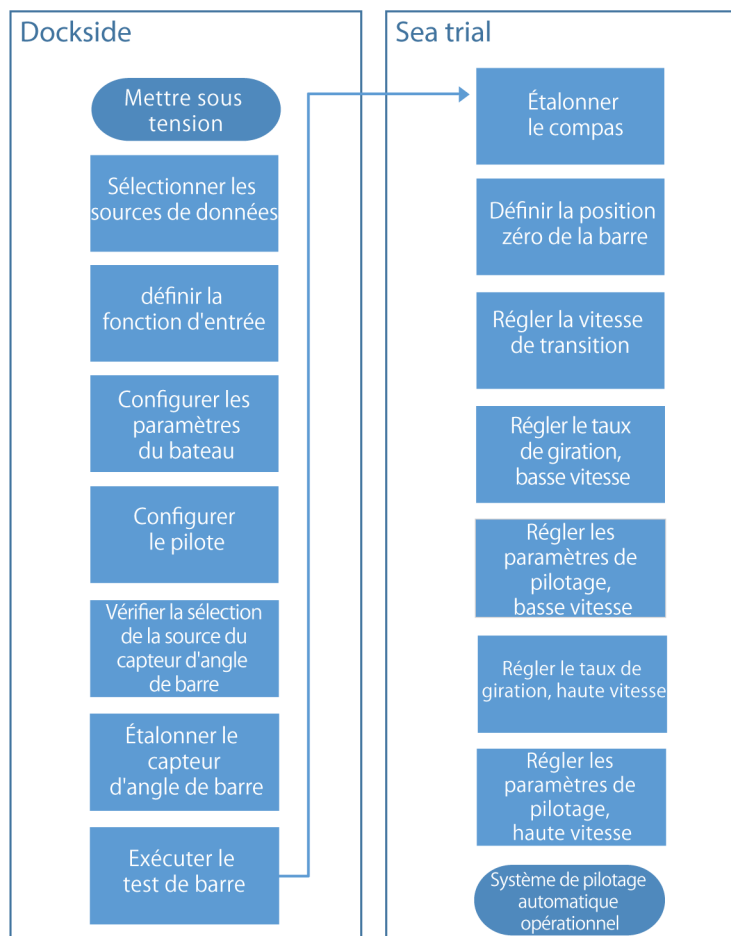 Dockside
Mettre sous
tension
Sélectionner les
sources de données
définir la
fonction d'entrée
Configurer les
paramètres
du bateau
Configurer
le pilote
Vérifier la sélection
de la source du
capteur d'angle
de barre
Étalonner le
capteur
d'angle de barre
Exécuter le
test de barre
Sea trial
Étalonner
le compas
Définir la position
zéro de la barre
Régler la vitesse
de transition
Régler le taux
de giration,
basse vitesse
Régler les
paramètres de
pilotage,
basse vitesse
Régler le taux de
giration, haute vitesse
Régler les
paramètres de
pilotage,
haute vitesse
Système de pilotage
automatique
opérationnel